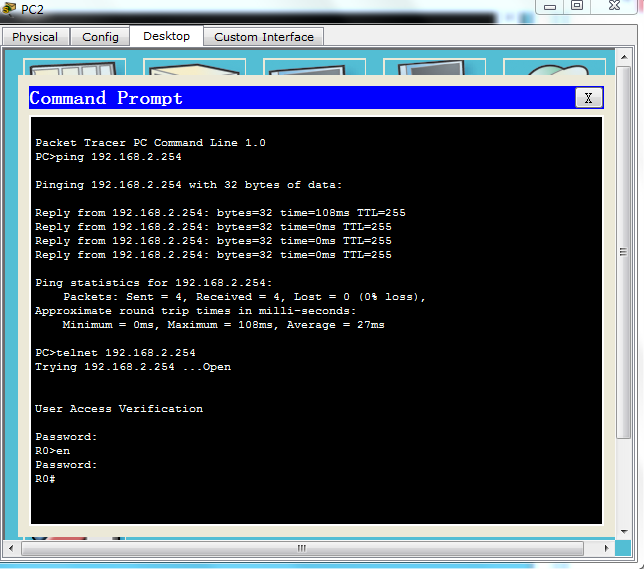 PC2
Physical Config Desktop Custom Interface
Command Prompt X
Packet Tracer PC Command Line 1.0
PC>ping 192.168.2.254
Pinging 192.168.2.254 with 32 bytes of data:
Reply from 192.168.2.254: bytes=32 time=108ms TTL=255
Reply from 192.168.2.254: bytes=32 time=0ms TTL=255
Reply from 192.168.2.254: bytes=32 time=0ms TTL=255
Reply from 192.168.2.254: bytes=32 time=0ms TTL=255
Ping statistics for 192.168.2.254:
Packets: Sent = 4, Received = 4, Lost = 0 (0% loss),
Approximate round trip times in milli-seconds:
Minimum = 0ms, Maximum = 108ms, Average = 27ms
PC>telnet 192.168.2.254
Trying 192.168.2.254 ...Open
User Access Verification
Password:
R0>en
Password:
R0#